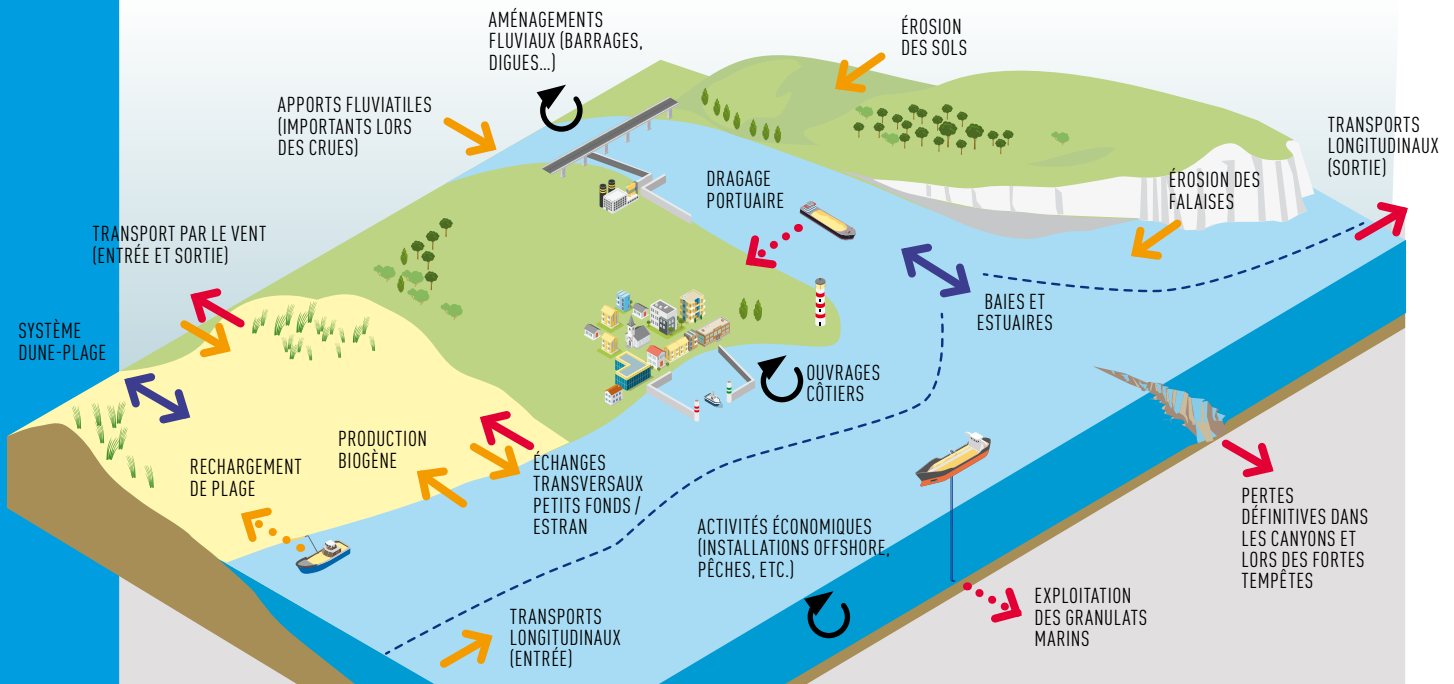 AMÉNAGEMENTS
FLUVIAUX (BARRAGES,
DIGUES...)
ÉROSION
DES SOLS
APPORTS FLUVIATILES
(IMPORTANTS LORS
DES CRUES)
TRANSPORTS
LONGITUDINAUX
(SORTIE)
DRAGAGE
PORTUAIRE
ÉROSION DES
FALAISES
TRANSPORT PAR LE VENT
(ENTRÉE ET SORTIE)
BAIES ET
ESTUAIRES
SYSTÈME
DUNE-PLAGE
OUVRAGES
CÔTIERS
PRODUCTION
BIOGÈNE
RECHARGEMENT
DE PLAGE
ÉCHANGES
TRANSVERSAUX
PETITS FONDS /
ESTRAN
ACTIVITÉS ÉCONOMIQUES
(INSTALLATIONS OFFSHORE,
PÊCHES, ETC.)
PERTES
DÉFINITIVES DANS
LES CANYONS ET
LORS DES FORTES
TEMPÊTES
EXPLOITATION
DES GRANULATS
MARINS
TRANSPORTS
LONGITUDINAUX
(ENTRÉE)